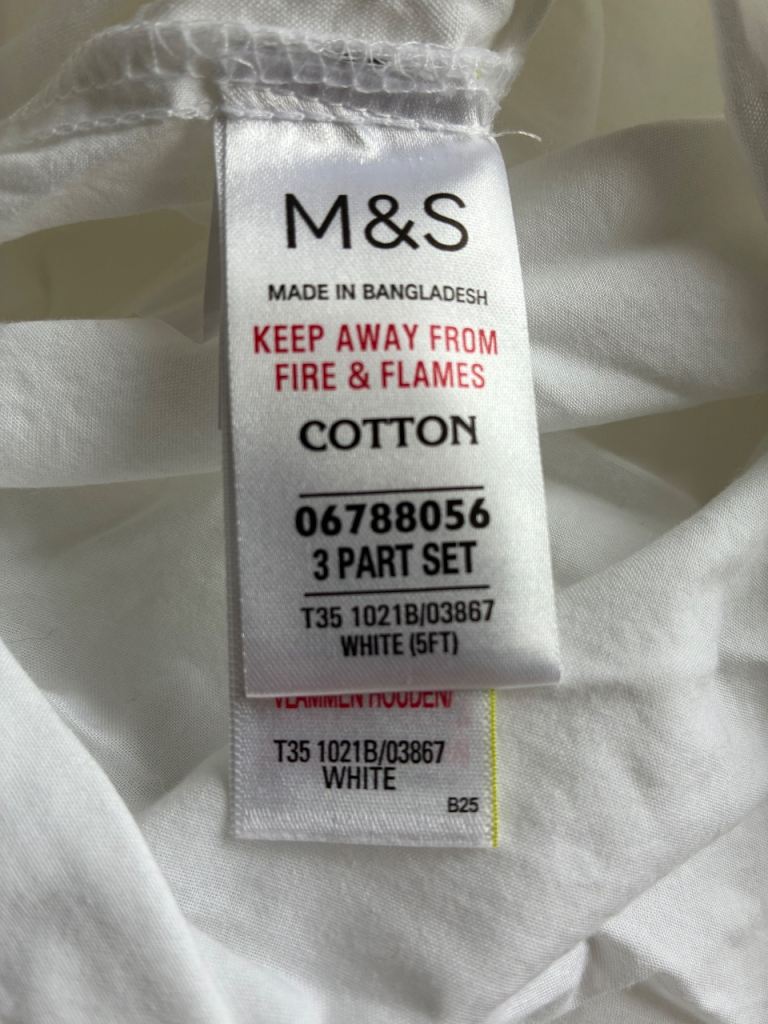 M&S
MADE IN BANGLADESH
KEEP AWAY FROM
FIRE & FLAMES
COTTON
06788056
3 PART SET
T35 1021B/03867
WHITE (5FT)
VLAMMEN HOUDEN/
T35 1021B/03867
WHITE
B25